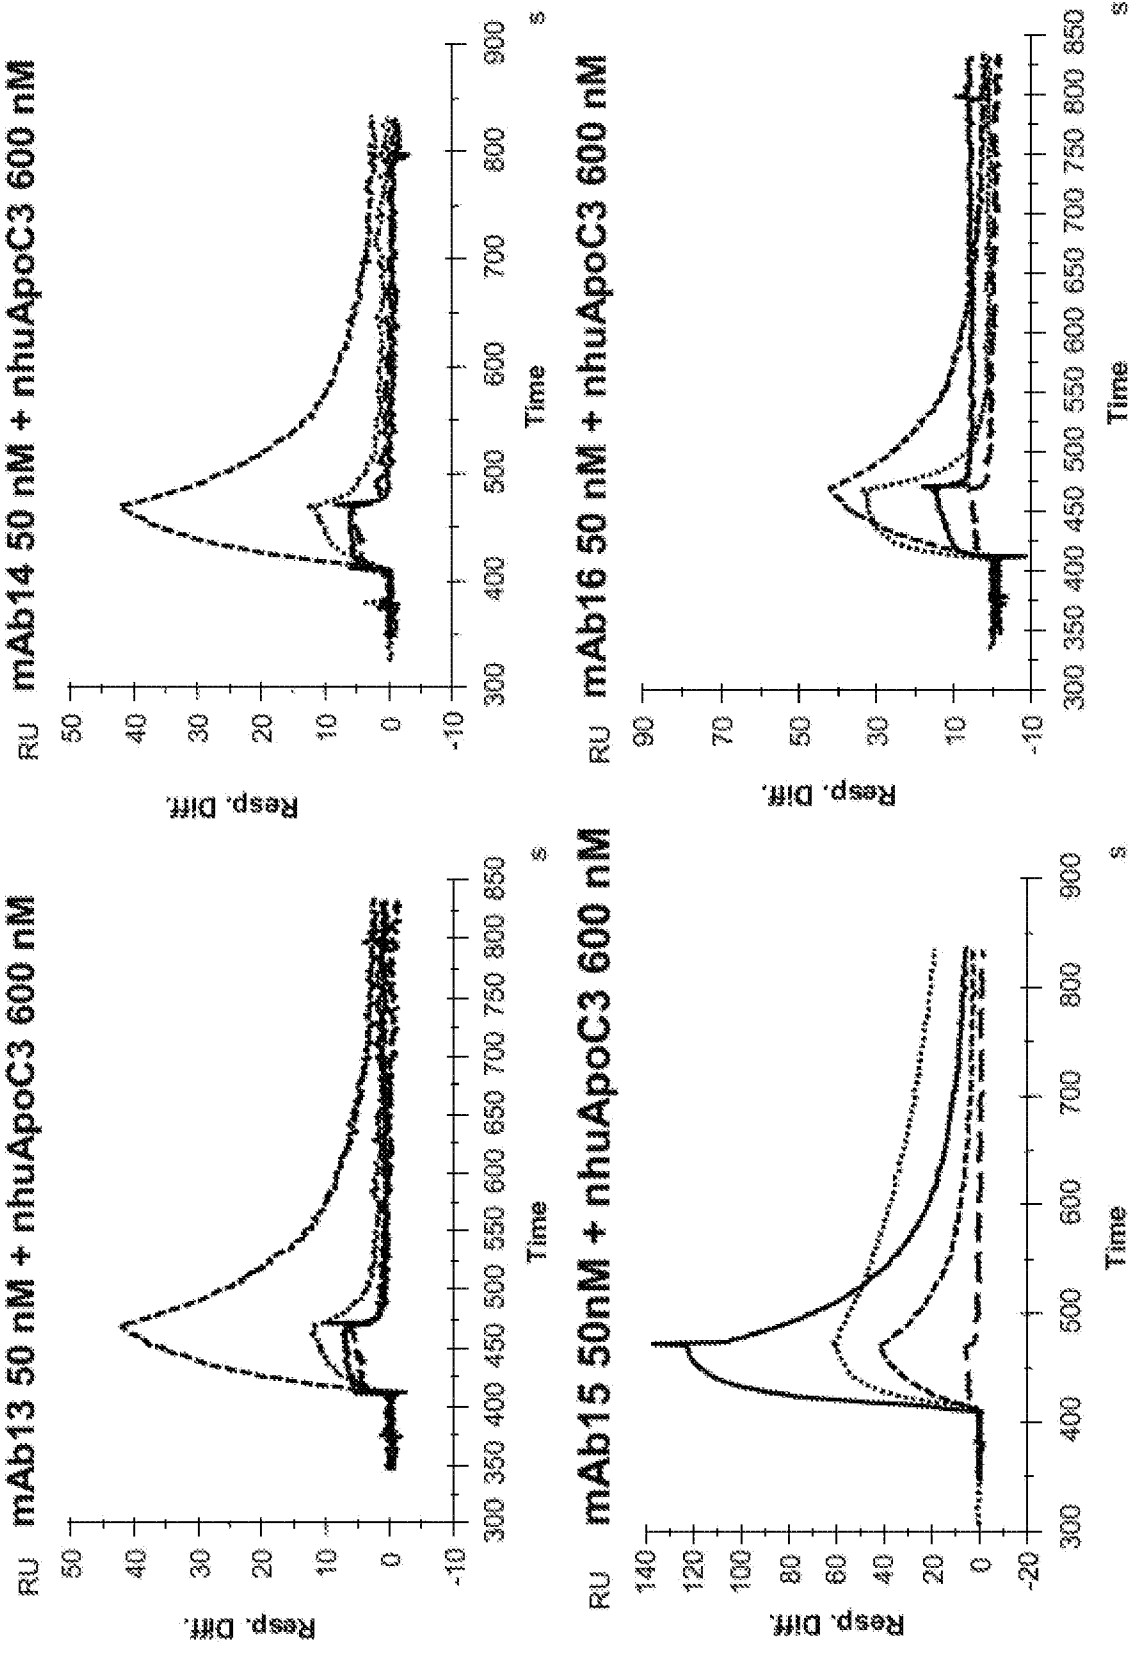 mAb13 50 nM + nhuApoC3 600 nM
RU
50
40
30
20
10
0
-10
Resp. Diff.
300 350 400 450 500 550 600 650 700 750 800 850
Time
s
mAb14 50 nM + nhuApoC3 600 nM
RU
50
40
30
20
10
0
-10
Resp. Diff.
300 400 500 600 700 800 900
Time
s
mAb15 50nM + nhuApoC3 600 nM
RU
140
120
100
80
60
40
20
0
-20
Resp. Diff.
300 400 500 600 700 800 900
Time
s
mAb16 50 nM + nhuApoC3 600 nM
RU
90
70
50
30
10
-10
Resp. Diff.
300 350 400 450 500 550 600 650 700 750 800 850
Time
s